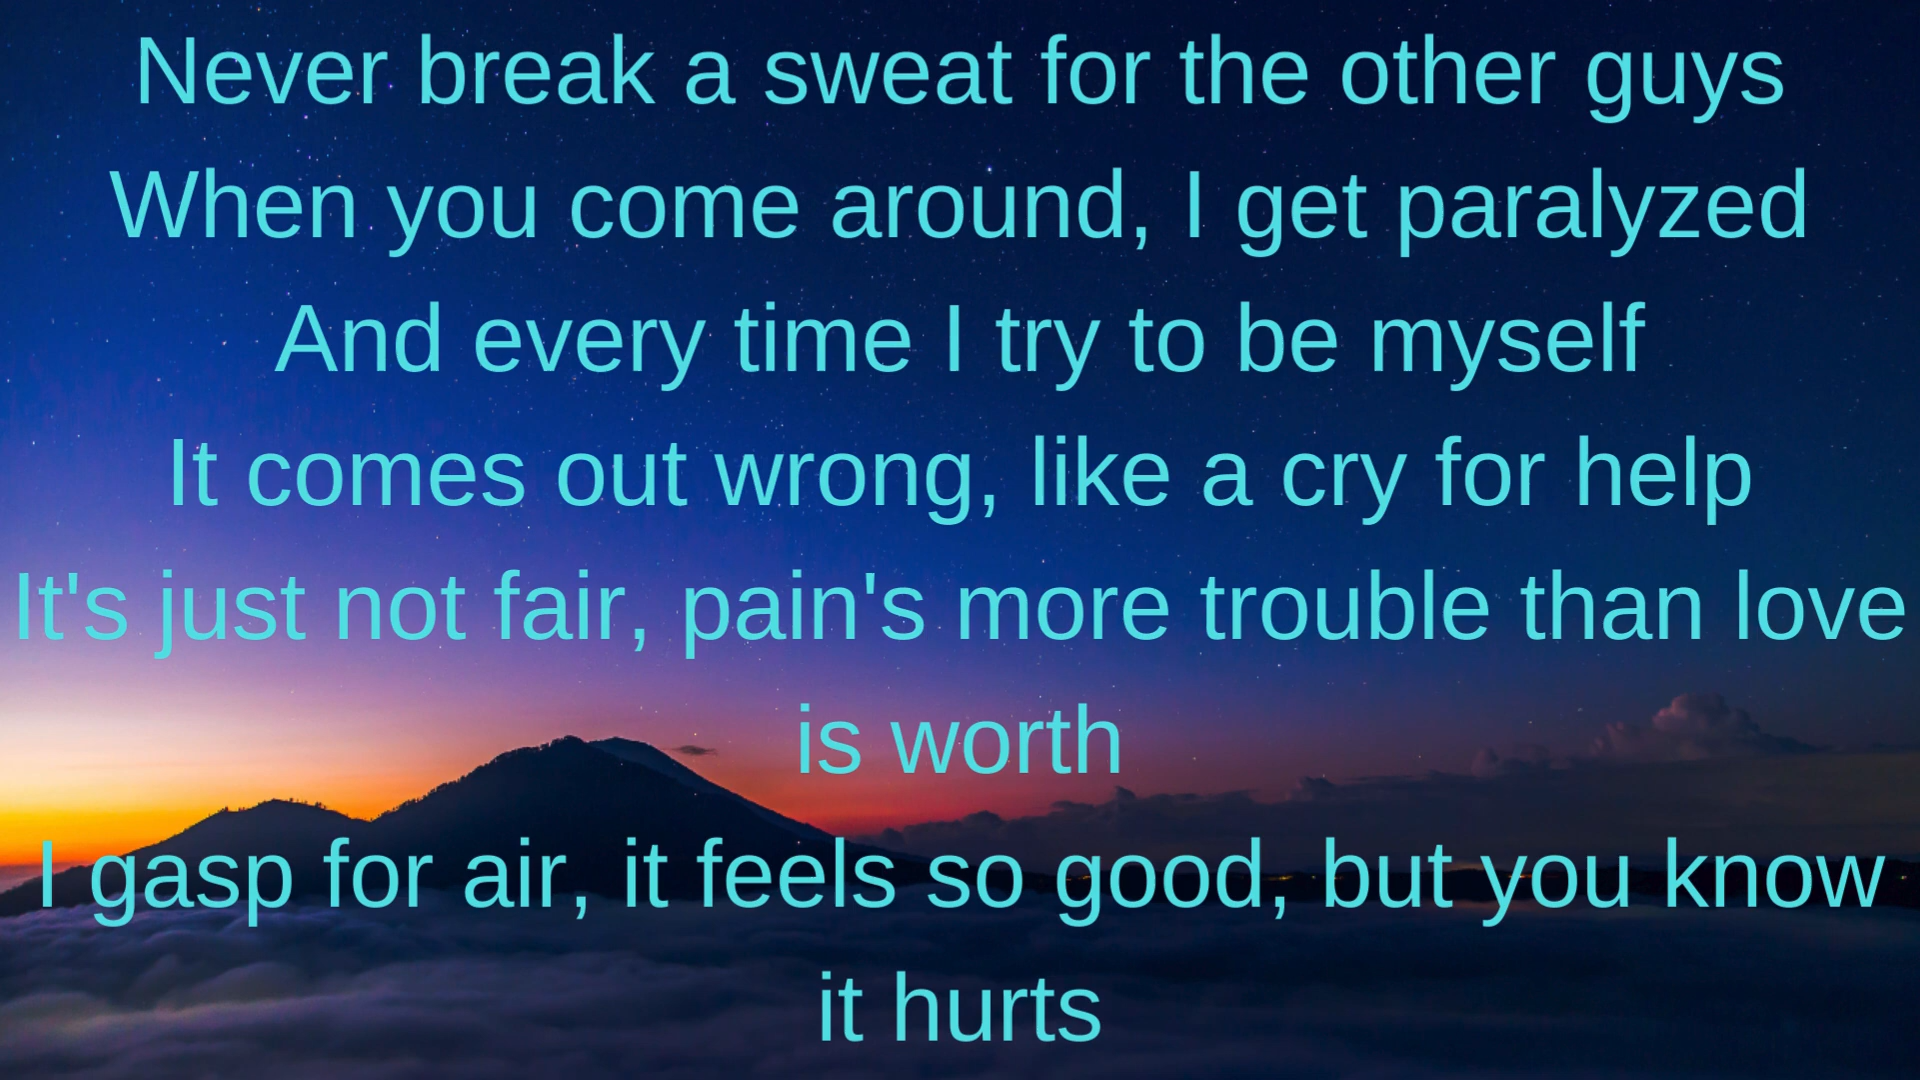 Never break a sweat for the other guys
When you come around, I get paralyzed
And every time I try to be myself
It comes out wrong, like a cry for help
It's just not fair, pain's more trouble than love
is worth
I gasp for air, it feels so good, but you know
it hurts